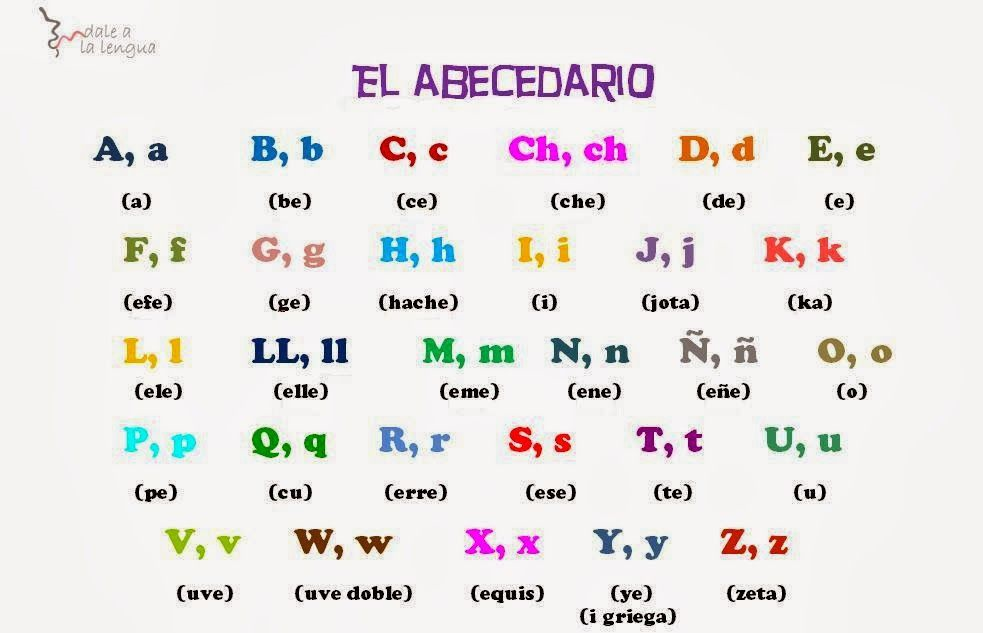 dale a
la lengua
EL ABECEDARIO
A, a B, b C, c Ch, ch D, d E, e
(a) (be) (ce) (che) (de) (e)
F, f G, g H, h I, i J, j K, k
(efe) (ge) (hache) (i) (jota) (ka)
L, l LL, ll M, m N, n Ñ, ñ O, o
(ele) (elle) (eme) (ene) (eñe) (o)
P, p Q, q R, r S, s T, t U, u
(pe) (cu) (erre) (ese) (te) (u)
V, v W, w X, x Y, y Z, z
(uve) (uve doble) (equis) (ye) (zeta)
(i griega)